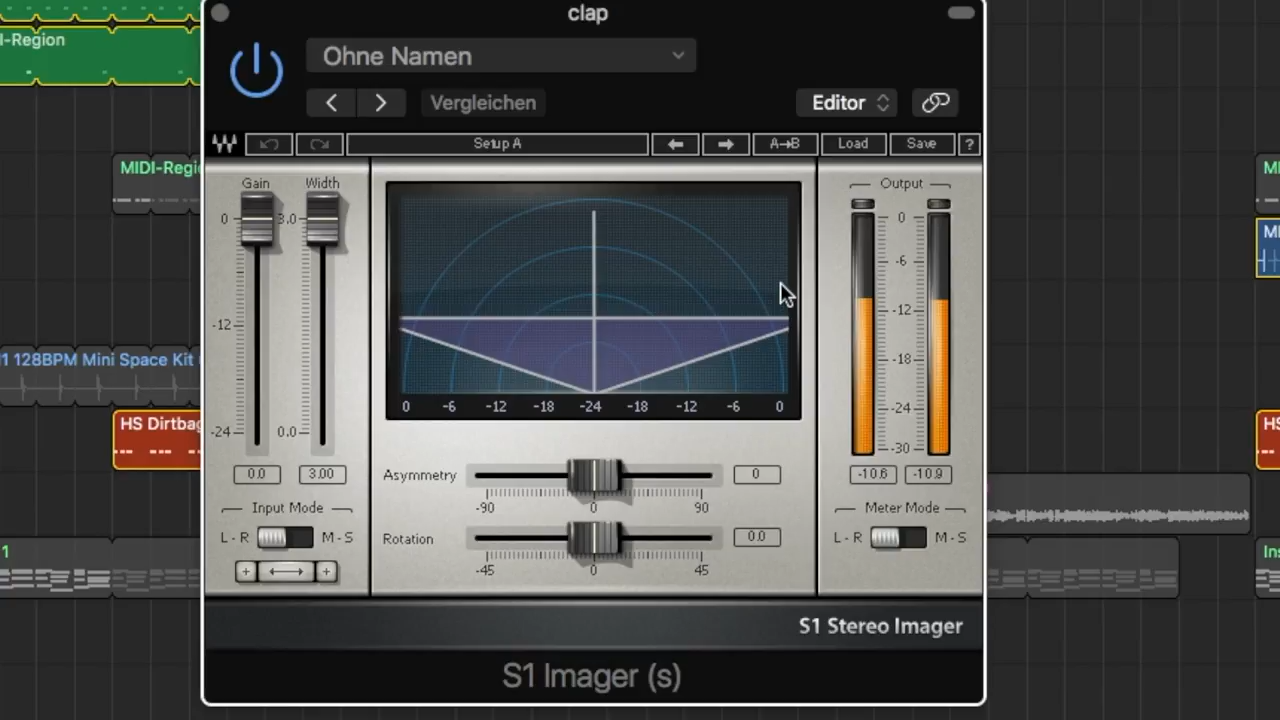 clap
I-Region
Ohne Namen
Vergleichen
Editor
Setup A
A→B
Load
Save
?
MIDI-Regi
Gain
Width
0
3.0
-12
-24
0.0
0.0
3.00
Input Mode
L - R
M - S
0 -6 -12 -18 -24 -18 -12 -6 0
Asymmetry
-90 0 90
0
Rotation
-45 0 45
0.0
Output
0
-6
-12
-18
-24
-30
-10.6
-10.9
Meter Mode
L - R
M - S
1 128BPM Mini Space Kit
HS Dirtbag
1
MI
MI
HS
Ins
S1 Stereo Imager
S1 Imager (s)